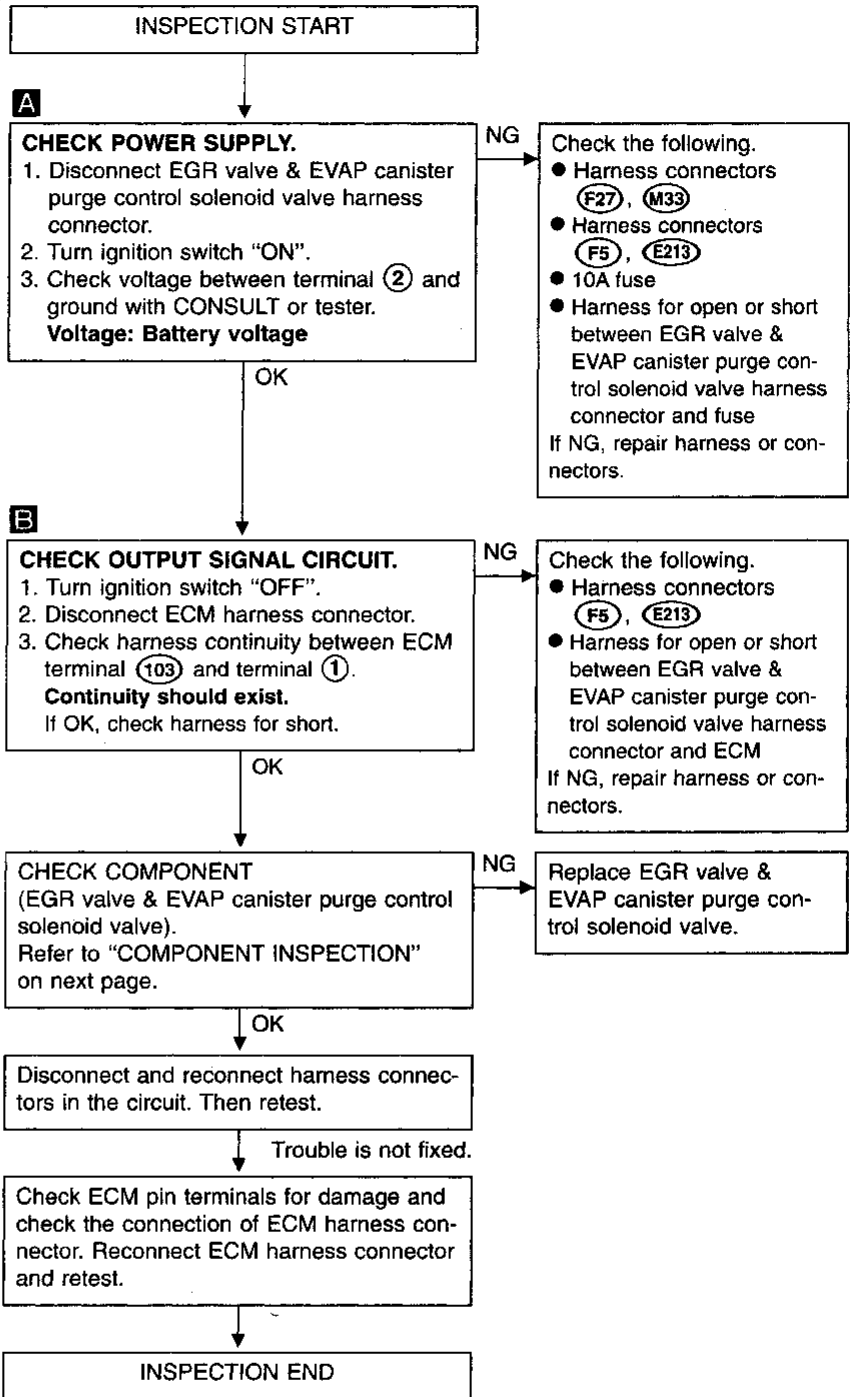 INSPECTION START
A
CHECK POWER SUPPLY.
1. Disconnect EGR valve & EVAP canister
purge control solenoid valve harness
connector.
2. Turn ignition switch “ON”.
3. Check voltage between terminal ② and
ground with CONSULT or tester.
Voltage: Battery voltage
NG
Check the following.
● Harness connectors
F27, M33
● Harness connectors
F5, E213
● 10A fuse
● Harness for open or short
between EGR valve &
EVAP canister purge con-
trol solenoid valve harness
connector and fuse
If NG, repair harness or con-
nectors.
OK
B
CHECK OUTPUT SIGNAL CIRCUIT.
1. Turn ignition switch “OFF”.
2. Disconnect ECM harness connector.
3. Check harness continuity between ECM
terminal 103 and terminal ①.
Continuity should exist.
If OK, check harness for short.
NG
Check the following.
● Harness connectors
F5, E213
● Harness for open or short
between EGR valve &
EVAP canister purge con-
trol solenoid valve harness
connector and ECM
If NG, repair harness or con-
nectors.
OK
CHECK COMPONENT
(EGR valve & EVAP canister purge control
solenoid valve).
Refer to “COMPONENT INSPECTION”
on next page.
NG
Replace EGR valve &
EVAP canister purge con-
trol solenoid valve.
OK
Disconnect and reconnect harness connec-
tors in the circuit. Then retest.
Trouble is not fixed.
Check ECM pin terminals for damage and
check the connection of ECM harness con-
nector. Reconnect ECM harness connector
and retest.
INSPECTION END